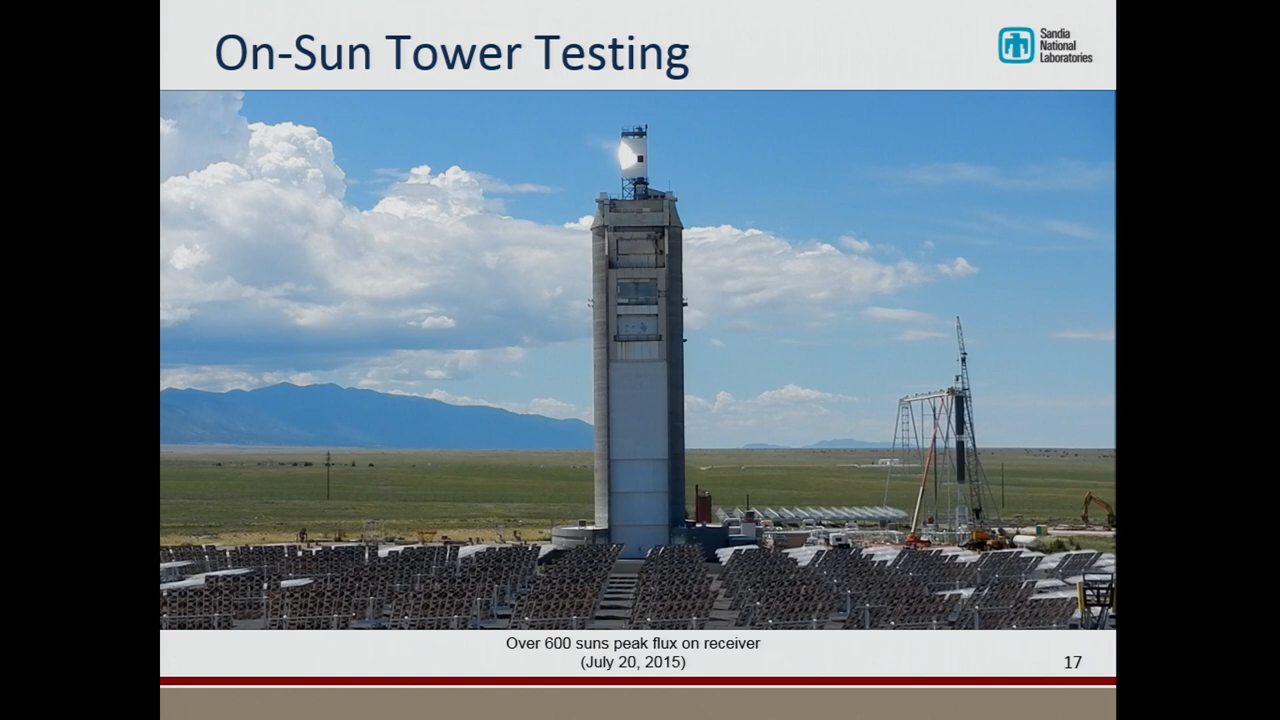 On-Sun Tower Testing
Sandia
National
Laboratories
Over 600 suns peak flux on receiver
(July 20, 2015)
17